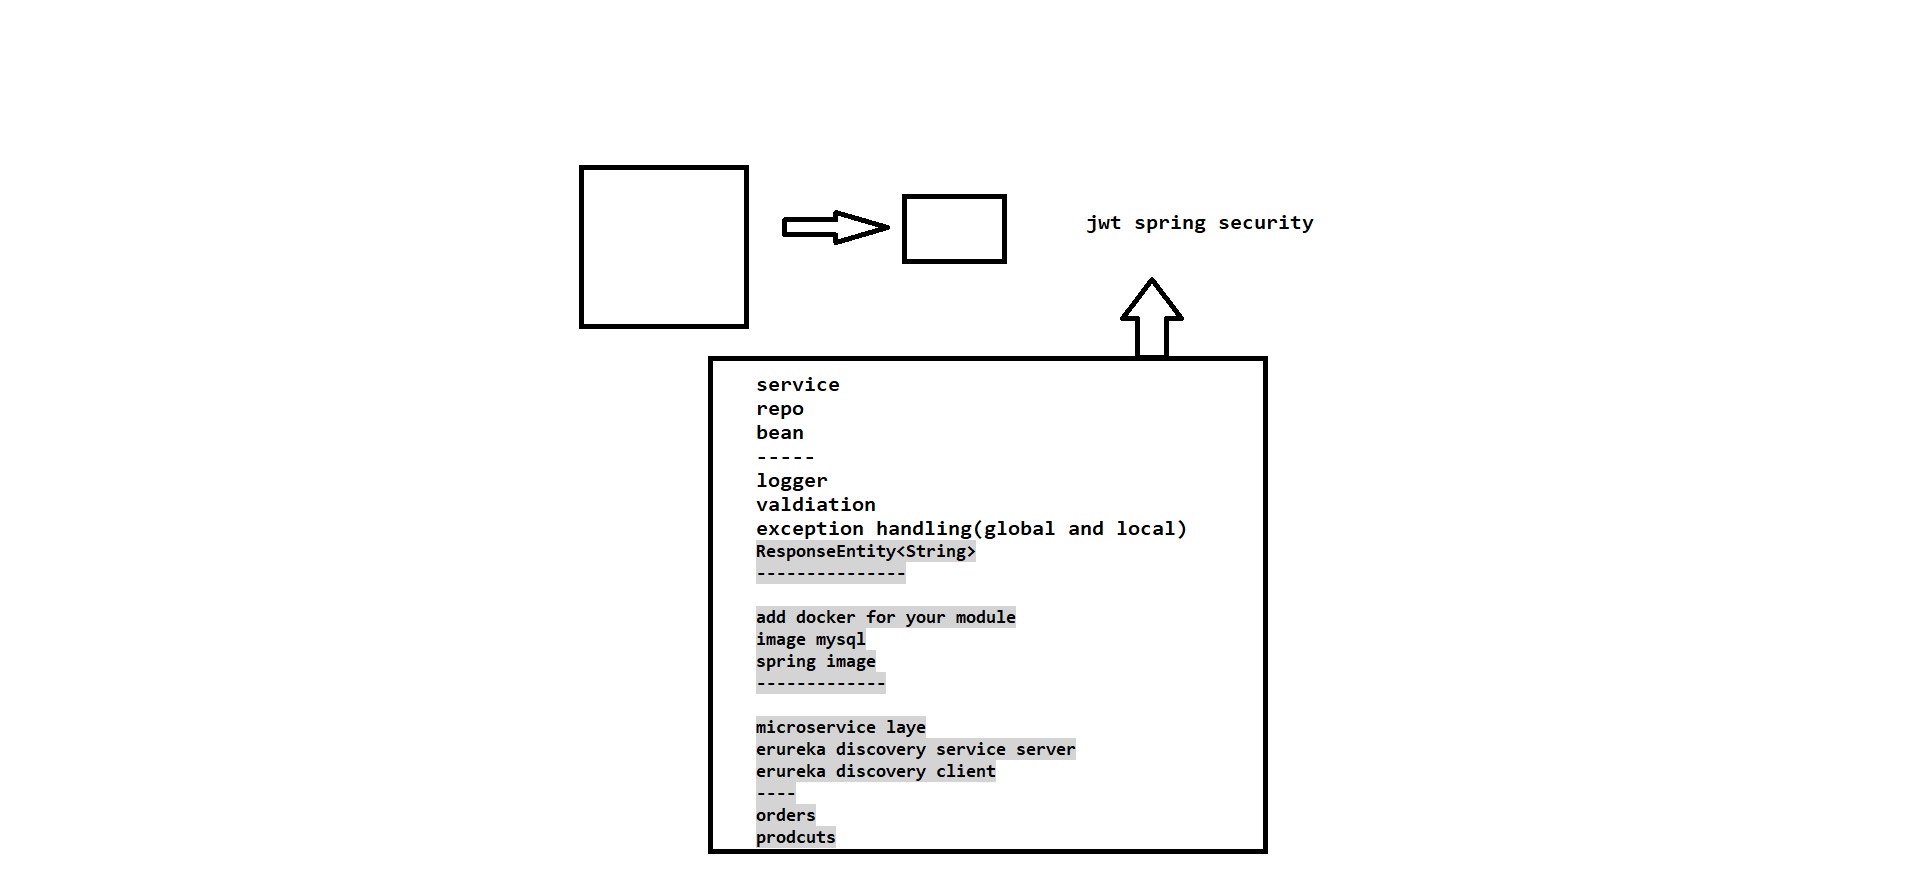 jwt spring security
service
repo
bean
-----
logger
valdiation
exception handling(global and local)
ResponseEntity<String>
---------------
add docker for your module
image mysql
spring image
-------------
microservice laye
erureka discovery service server
erureka discovery client
----
orders
prodcuts